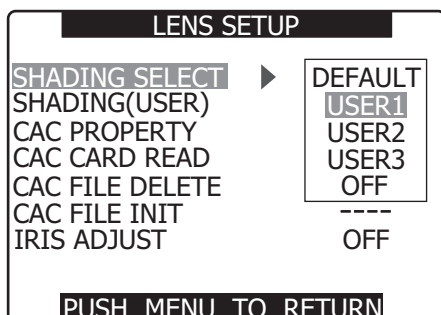 LENS SETUP
SHADING SELECT ▶ DEFAULT
SHADING(USER) USER1
CAC PROPERTY USER2
CAC CARD READ USER3
CAC FILE DELETE OFF
CAC FILE INIT ----
IRIS ADJUST OFF
PUSH MENU TO RETURN